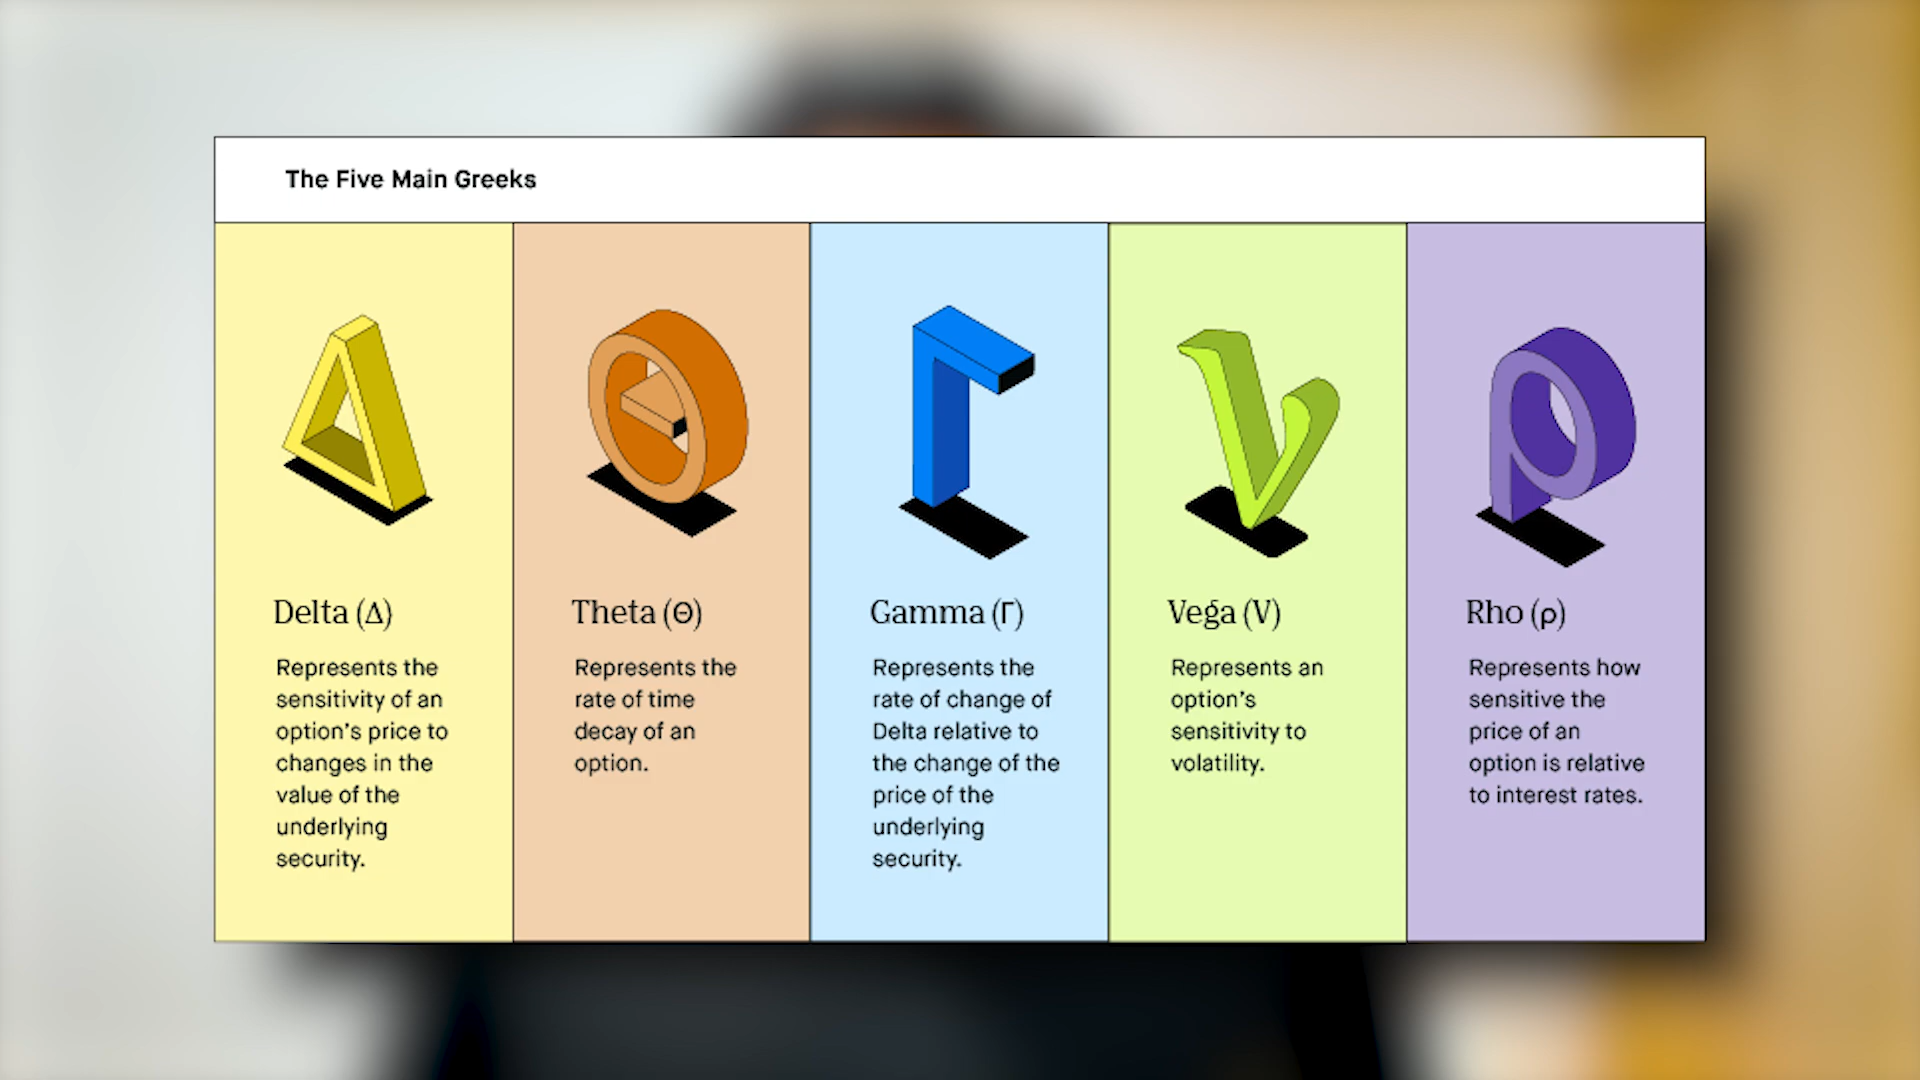 The Five Main Greeks
Delta (Δ)
Represents the
sensitivity of an
option's price to
changes in the
value of the
underlying
security.
Theta (Θ)
Represents the
rate of time
decay of an
option.
Gamma (Γ)
Represents the
rate of change of
Delta relative to
the change of the
price of the
underlying
security.
Vega (V)
Represents an
option's
sensitivity to
volatility.
Rho (ρ)
Represents how
sensitive the
price of an
option is relative
to interest rates.